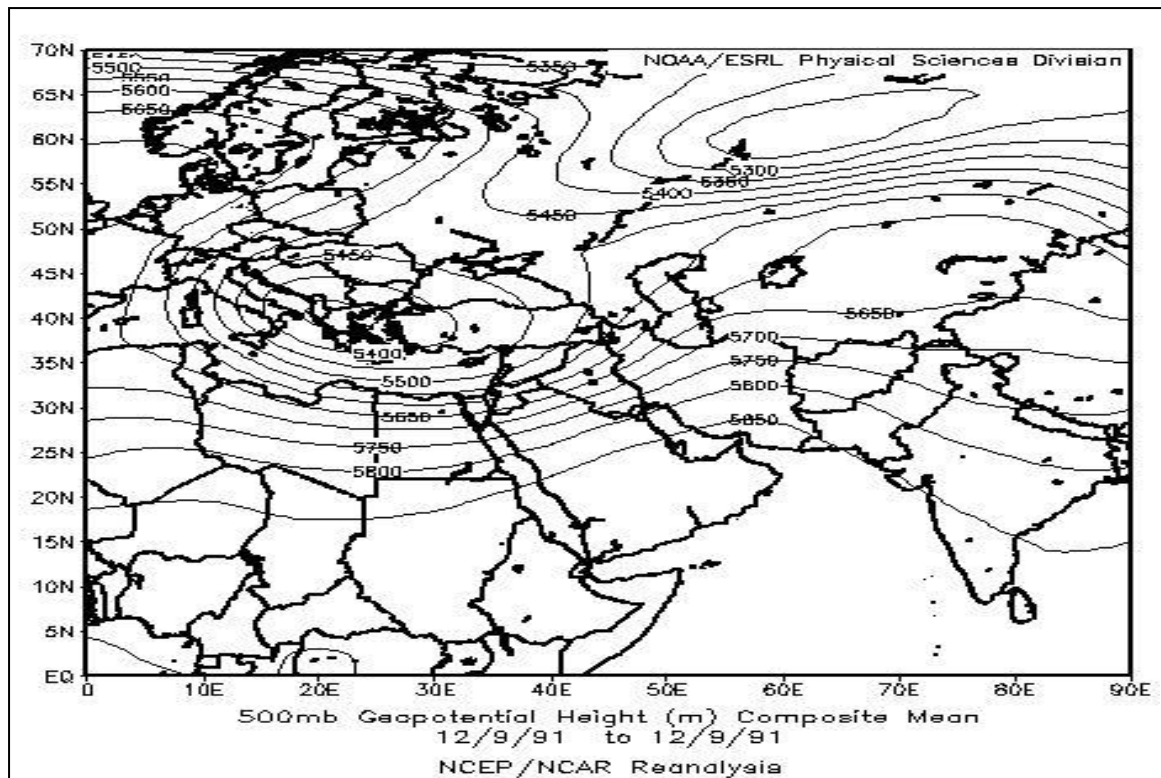 70N
65N
60N
55N
50N
45N
40N
35N
30N
25N
20N
15N
10N
5N
EQ
NOAA/ESRL Physical Sciences Division
5500
5350
5550
5600
5650
5300
5350
5400
5450
5450
5400
5500
5650
5750
5800
5650
5700
5750
5800
5850
0 10E 20E 30E 40E 50E 60E 70E 80E 90E
500mb Geopotential Height (m) Composite Mean
12/9/91 to 12/9/91
NCEP/NCAR Reanalysis